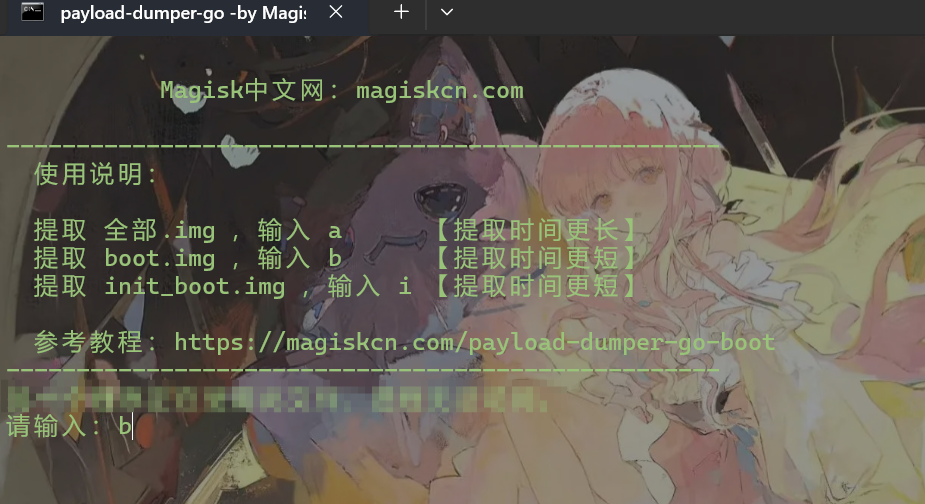 payload-dumper-go -by Magis
Magisk中文网：magiskcn.com
---------------------------------------------------
使用说明：
提取 全部.img ，输入 a 【提取时间更长】
提取 boot.img ，输入 b 【提取时间更短】
提取 init_boot.img ，输入 i 【提取时间更短】
参考教程：https://magiskcn.com/payload-dumper-go-boot
---------------------------------------------------
请输入：b